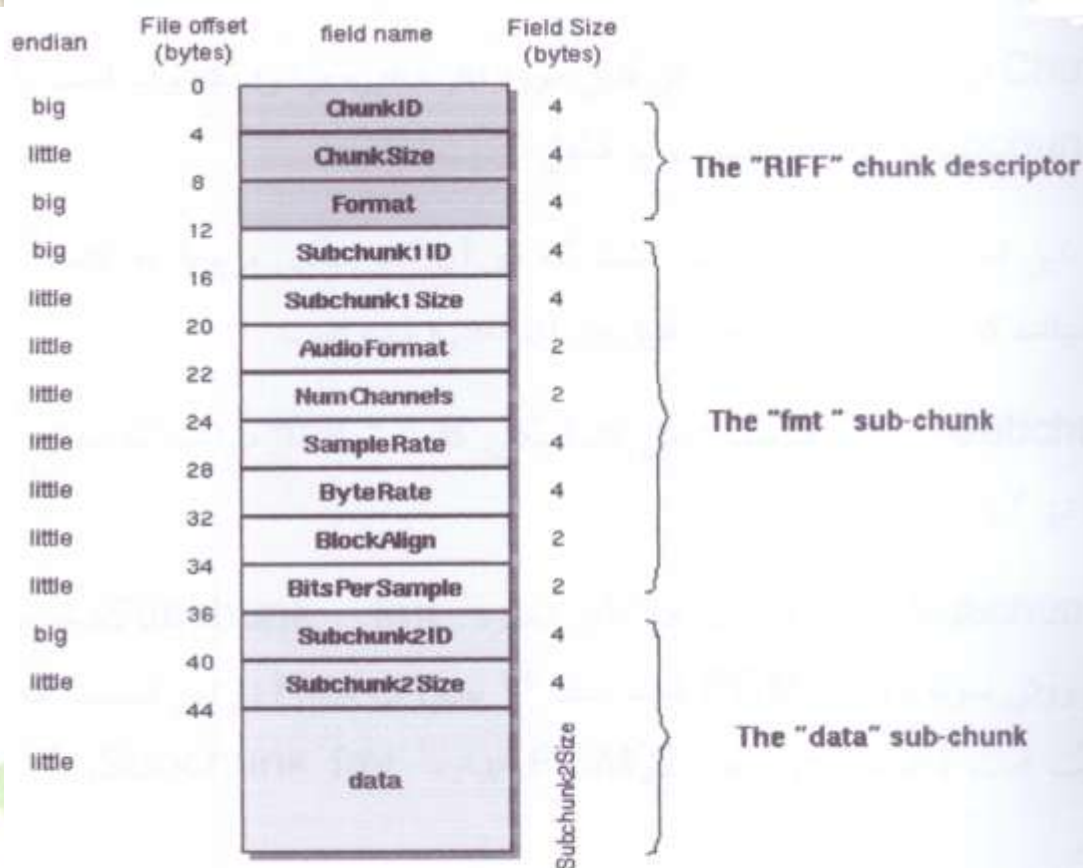 endian
File offset
(bytes)
field name
Field Size
(bytes)
0
big ChunkID 4
4
little ChunkSize 4
8
big Format 4
The "RIFF" chunk descriptor
12
big Subchunk1 ID 4
16
little Subchunk1 Size 4
20
little AudioFormat 2
22
little NumChannels 2
24
little SampleRate 4
28
little ByteRate 4
32
little BlockAlign 2
34
little BitsPerSample 2
The "fmt " sub-chunk
36
big Subchunk2ID 4
40
little Subchunk2 Size 4
44
little data Subchunk2Size
The "data" sub-chunk